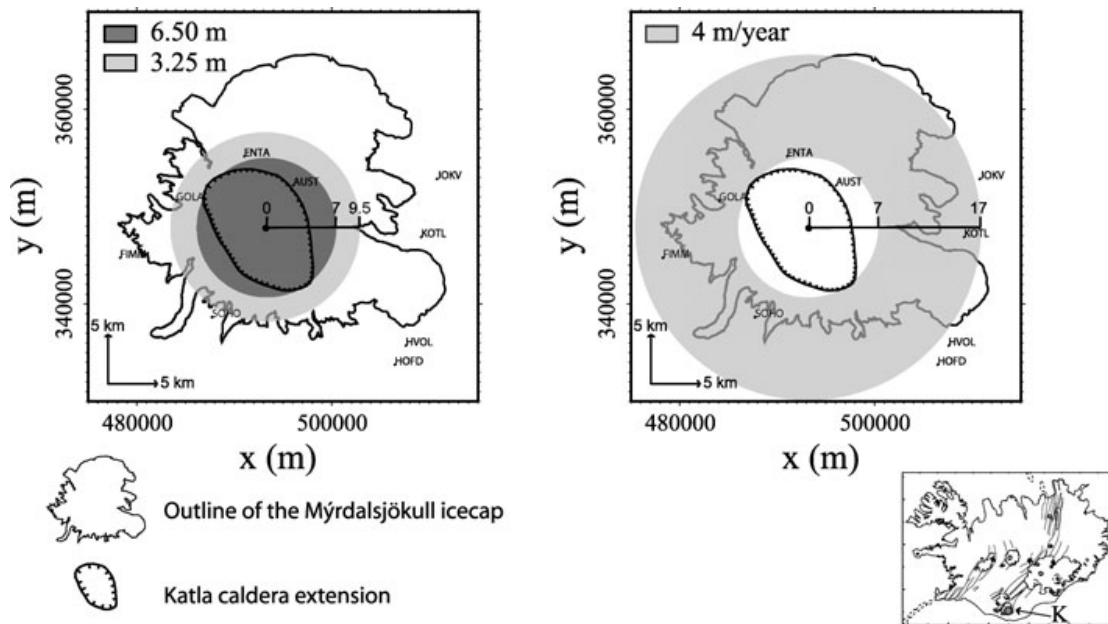 6.50 m
3.25 m
ENTA
AUST
GOLA
JOKV
0
7
9.5
KOTL
FIMM
SOHO
HVOL
HOFD
5 km
5 km
360000
340000
y (m)
480000
500000
x (m)
4 m/year
ENTA
AUST
GOLA
JOKV
0
7
17
KOTL
FIMM
SOHO
HVOL
HOFD
5 km
5 km
360000
340000
y (m)
480000
500000
x (m)
Outline of the Mýrdalsjökull icecap
Katla caldera extension
K